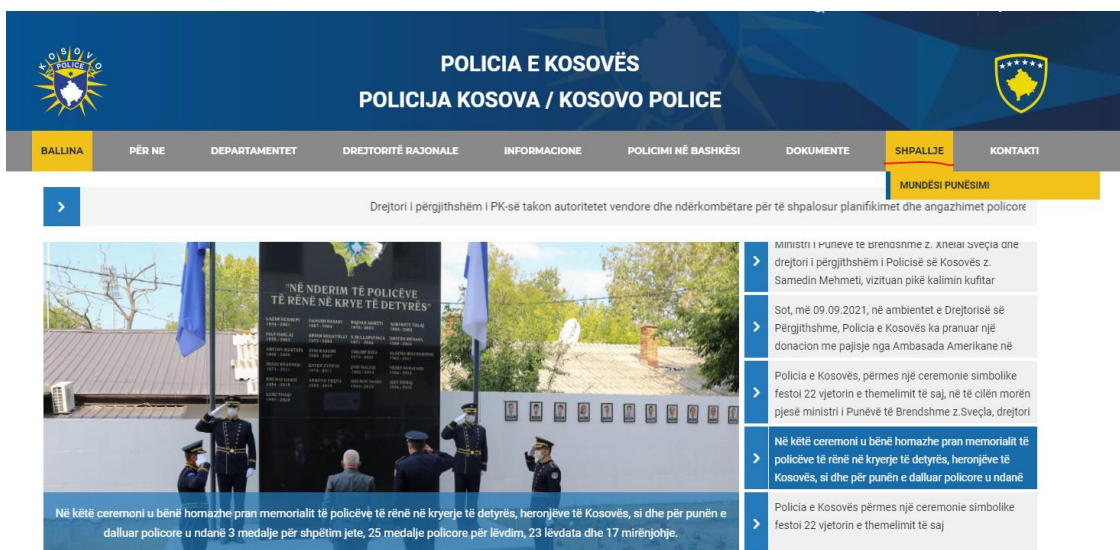 KOSOVO
POLICE
POLICIA E KOSOVËS
POLICIJA KOSOVA / KOSOVO POLICE
BALLINA
PËR NE
DEPARTAMENTET
DREJTORITË RAJONALE
INFORMACIONE
POLICIMI NË BASHKËSI
DOKUMENTE
SHPALLJE
KONTAKTI
MUNDËSI PUNËSIMI
Drejtori i përgjithshëm i PK-së takon autoritetet vendore dhe ndërkombëtare për të shpalosur planifikimet dhe angazhimet policore
"NË NDERIM TË POLICËVE
TË RËNË NË KRYE TË DETYRËS"
Në këtë ceremoni u bënë homazhe pran memorialit të policëve të rënë në kryerje të detyrës, heronjëve të Kosovës, si dhe për punën e
dalluar policore u ndanë 3 medalje për shpëtim jete, 25 medalje policore për lëvdim, 23 lëvdata dhe 17 mirënjohje.
Ministri i Punëve të Brendshme z. Xhelal Sveçla dhe
drejtori i përgjithshëm i Policisë së Kosovës z.
Samedin Mehmeti, vizituan pikë kalimin kufitar
Sot, më 09.09.2021, në ambientet e Drejtorisë së
Përgjithshme, Policia e Kosovës ka pranuar një
donacion me pajisje nga Ambasada Amerikane në
Policia e Kosovës, përmes një ceremonie simbolike
festoi 22 vjetorin e themelimit të saj, në të cilën morën
pjesë ministri i Punëvë të Brendshme z.Sveçla, drejtori
Në këtë ceremoni u bënë homazhe pran memorialit të
policëve të rënë në kryerje të detyrës, heronjëve të
Kosovës, si dhe për punën e dalluar policore u ndanë
Policia e Kosovës përmes një ceremonie simbolike
festoi 22 vjetorin e themelimit të saj